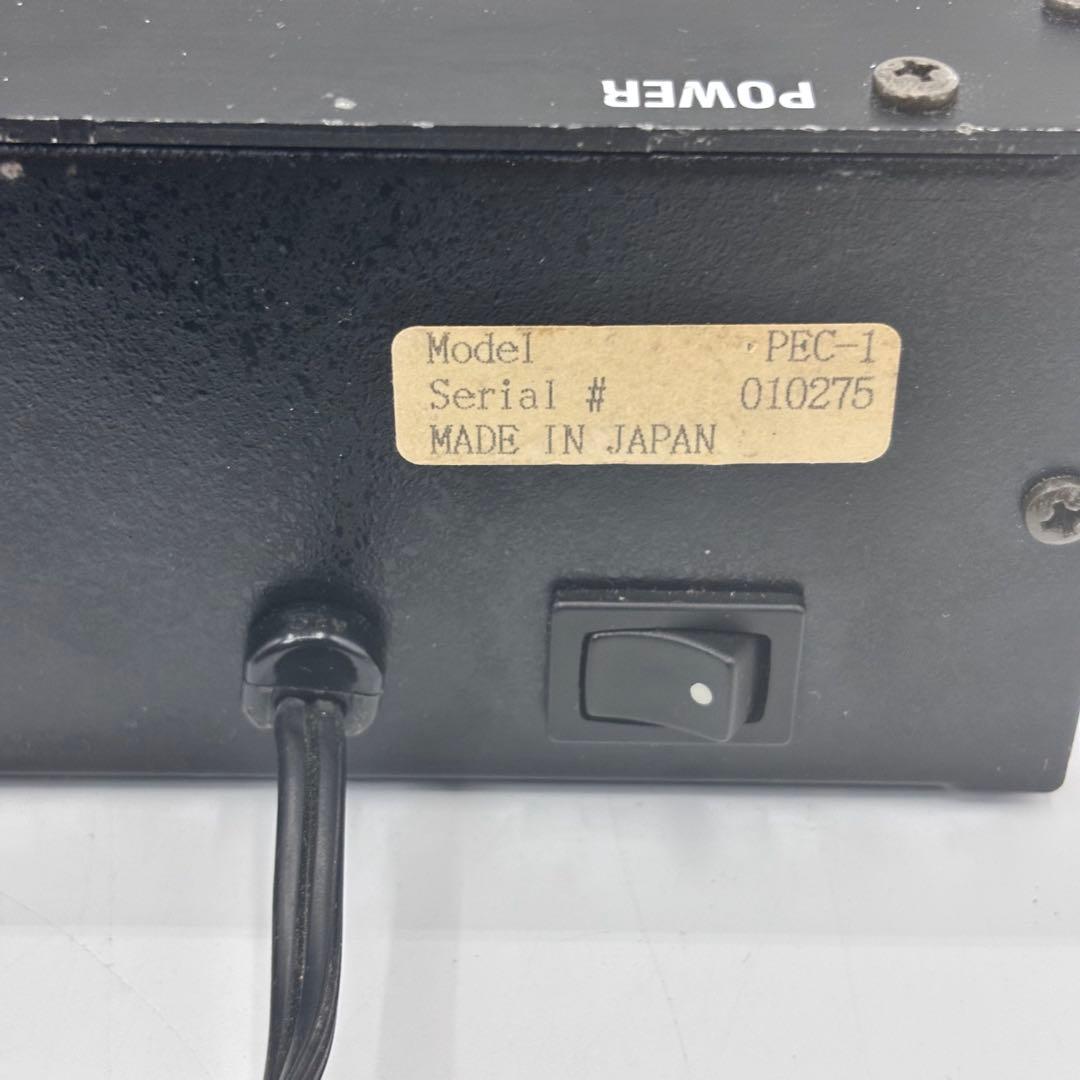 POWER
Model PEC-1
Serial # 010275
MADE IN JAPAN